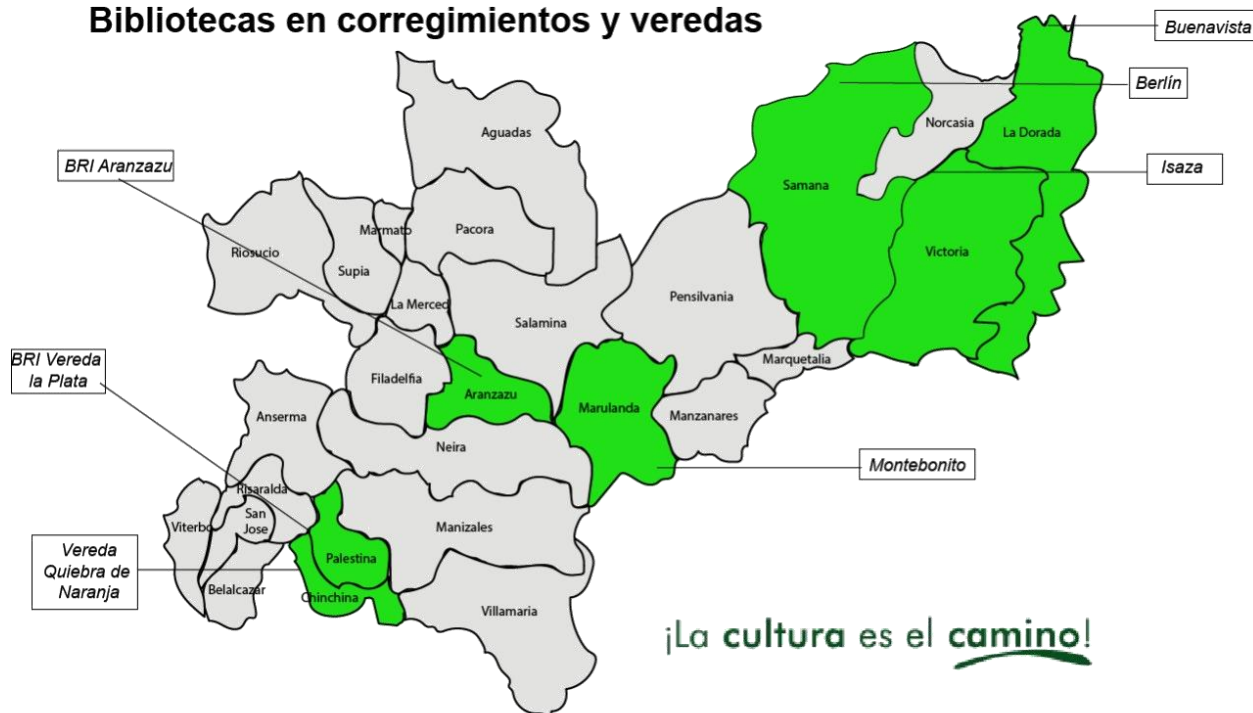 Bibliotecas en corregimientos y veredas
Buenavista
Berlín
Isaza
BRI Aranzazu
BRI Vereda
la Plata
Vereda
Quiebra de
Naranja
Montebonito
Aguadas
Norcasia
La Dorada
Samana
Victoria
Riosucio
Marmato
Supia
Pacora
La Merced
Salamina
Pensilvania
Marquetalia
Filadelfia
Aranzazu
Marulanda
Manzanares
Anserma
Neira
Risaralda
Viterbo
San
Jose
Manizales
Palestina
Belalcazar
Chinchina
Villamaria
¡La cultura es el camino!